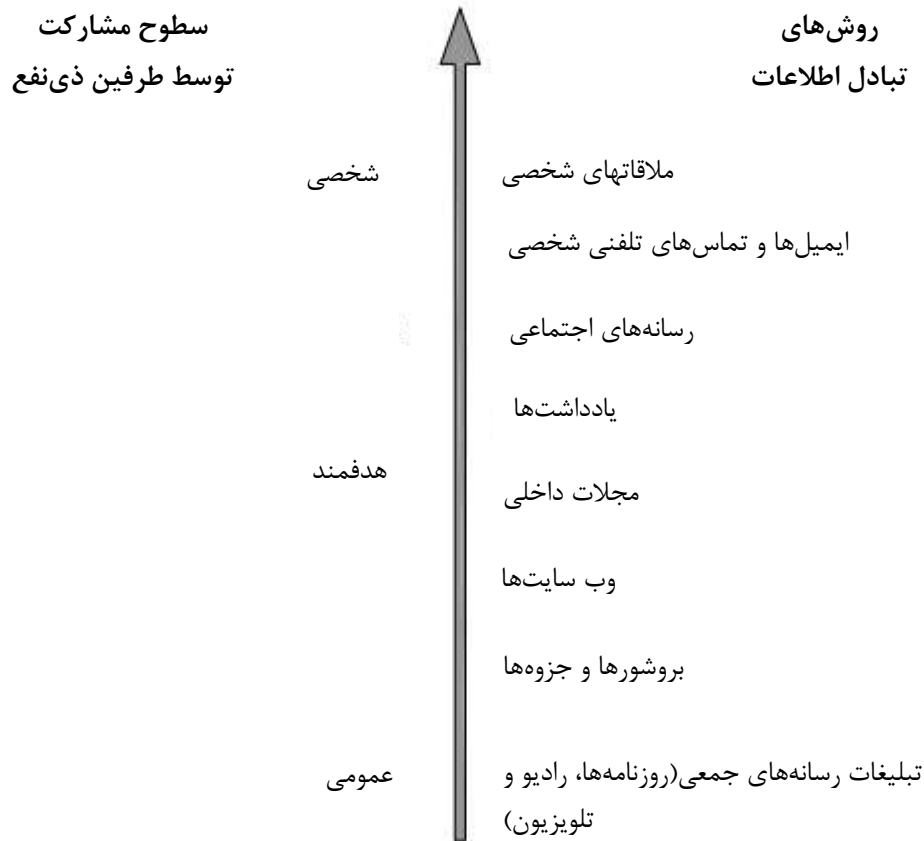 روش‌های
تبادل اطلاعات
سطوح مشارکت
توسط طرفین ذی‌نفع
ملاقاتهای شخصی
شخصی
ایمیل‌ها و تماس‌های تلفنی شخصی
رسانه‌های اجتماعی
یادداشت‌ها
هدفمند
مجلات داخلی
وب سایت‌ها
بروشورها و جزوه‌ها
تبلیغات رسانه‌های جمعی(روزنامه‌ها، رادیو و
تلویزیون)
عمومی